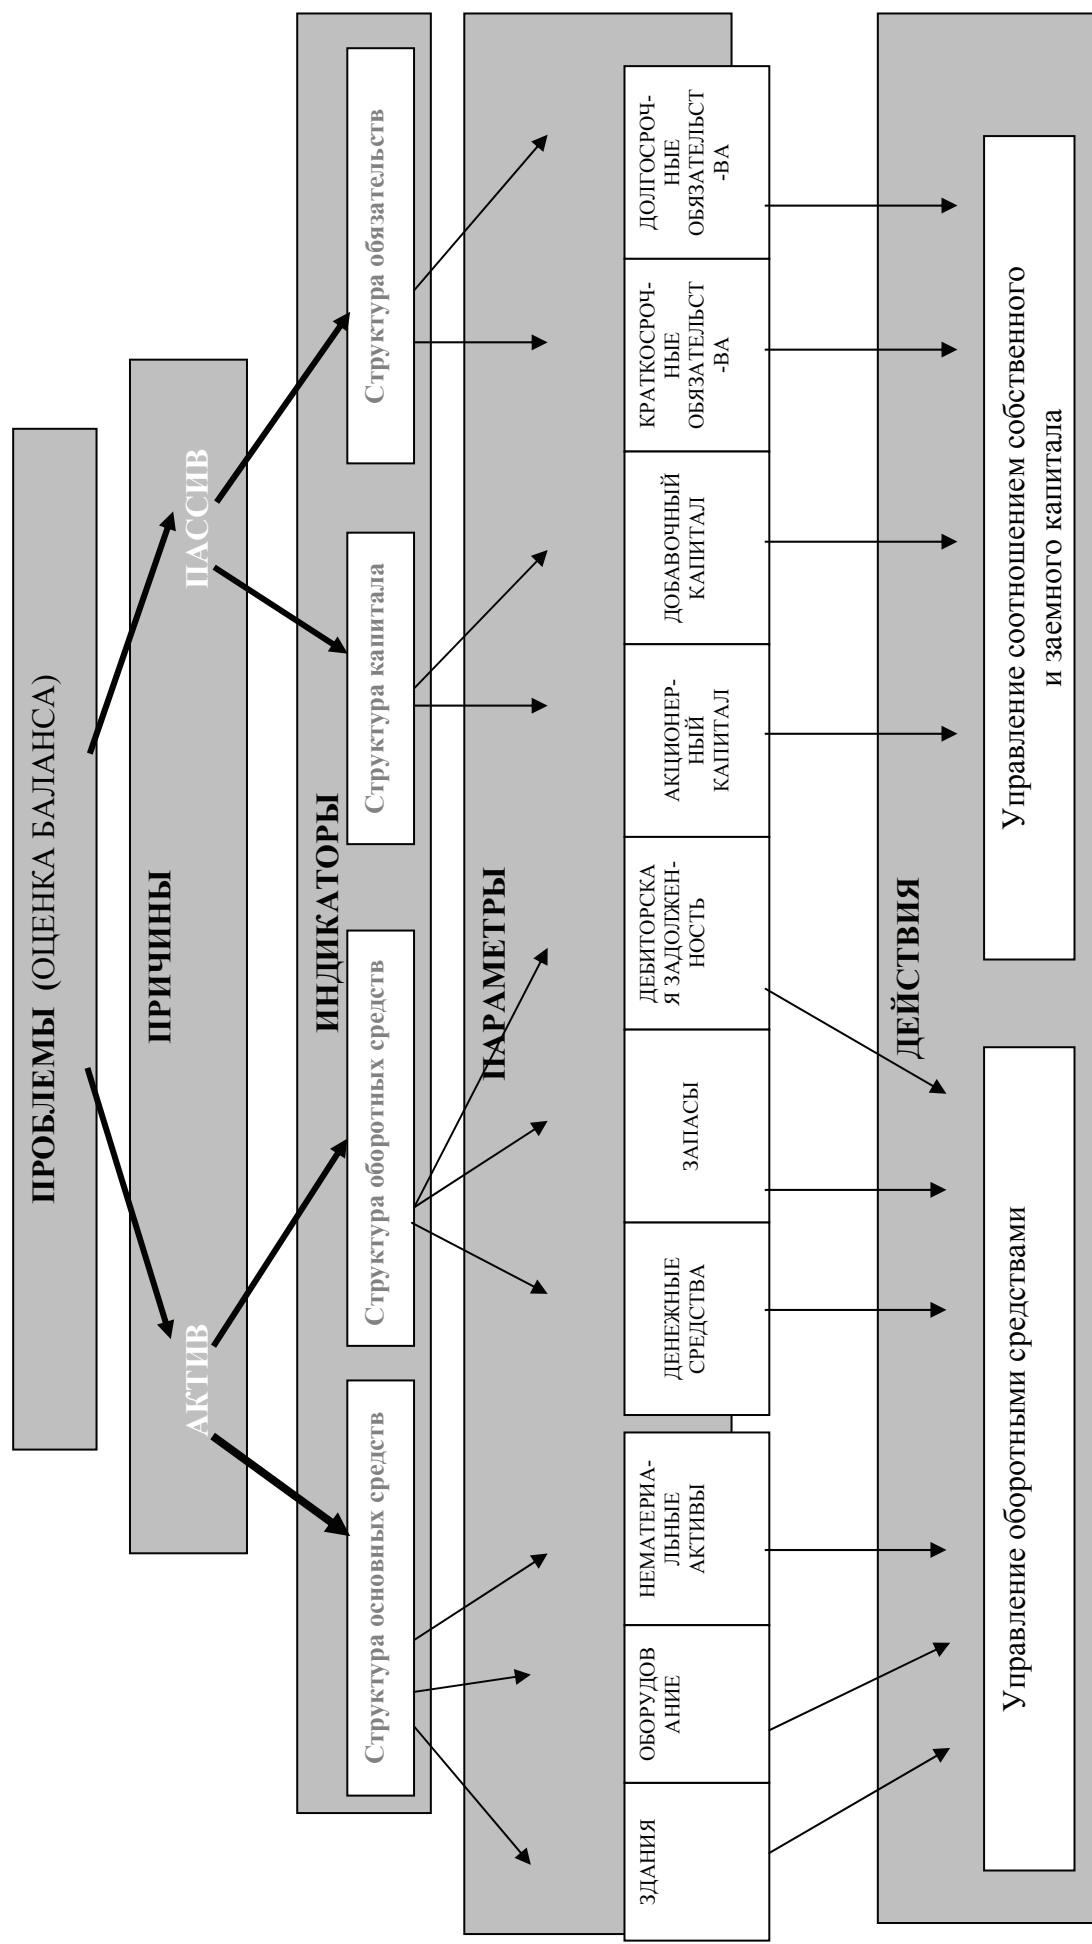 ПРОБЛЕМЫ (ОЦЕНКА БАЛАНСА)
ПРИЧИНЫ
АКТИВ
ПАССИВ
ИНДИКАТОРЫ
Структура основных средств
Структура оборотных средств
Структура капитала
Структура обязательств
ПАРАМЕТРЫ
ЗДАНИЯ
ОБОРУДОВ
АНИЕ
НЕМАТЕРИА-
ЛЬНЫЕ
АКТИВЫ
ДЕНЕЖНЫЕ
СРЕДСТВА
ЗАПАСЫ
ДЕБИТОРСКА
Я ЗАДОЛЖЕН-
НОСТЬ
АКЦИОНЕР-
НЫЙ
КАПИТАЛ
ДОБАВОЧНЫЙ
КАПИТАЛ
КРАТКОСРОЧ-
НЫЕ
ОБЯЗАТЕЛЬСТ
-ВА
ДОЛГОСРОЧ-
НЫЕ
ОБЯЗАТЕЛЬСТ
-ВА
ДЕЙСТВИЯ
Управление оборотными средствами
Управление соотношением собственного
и заемного капитала